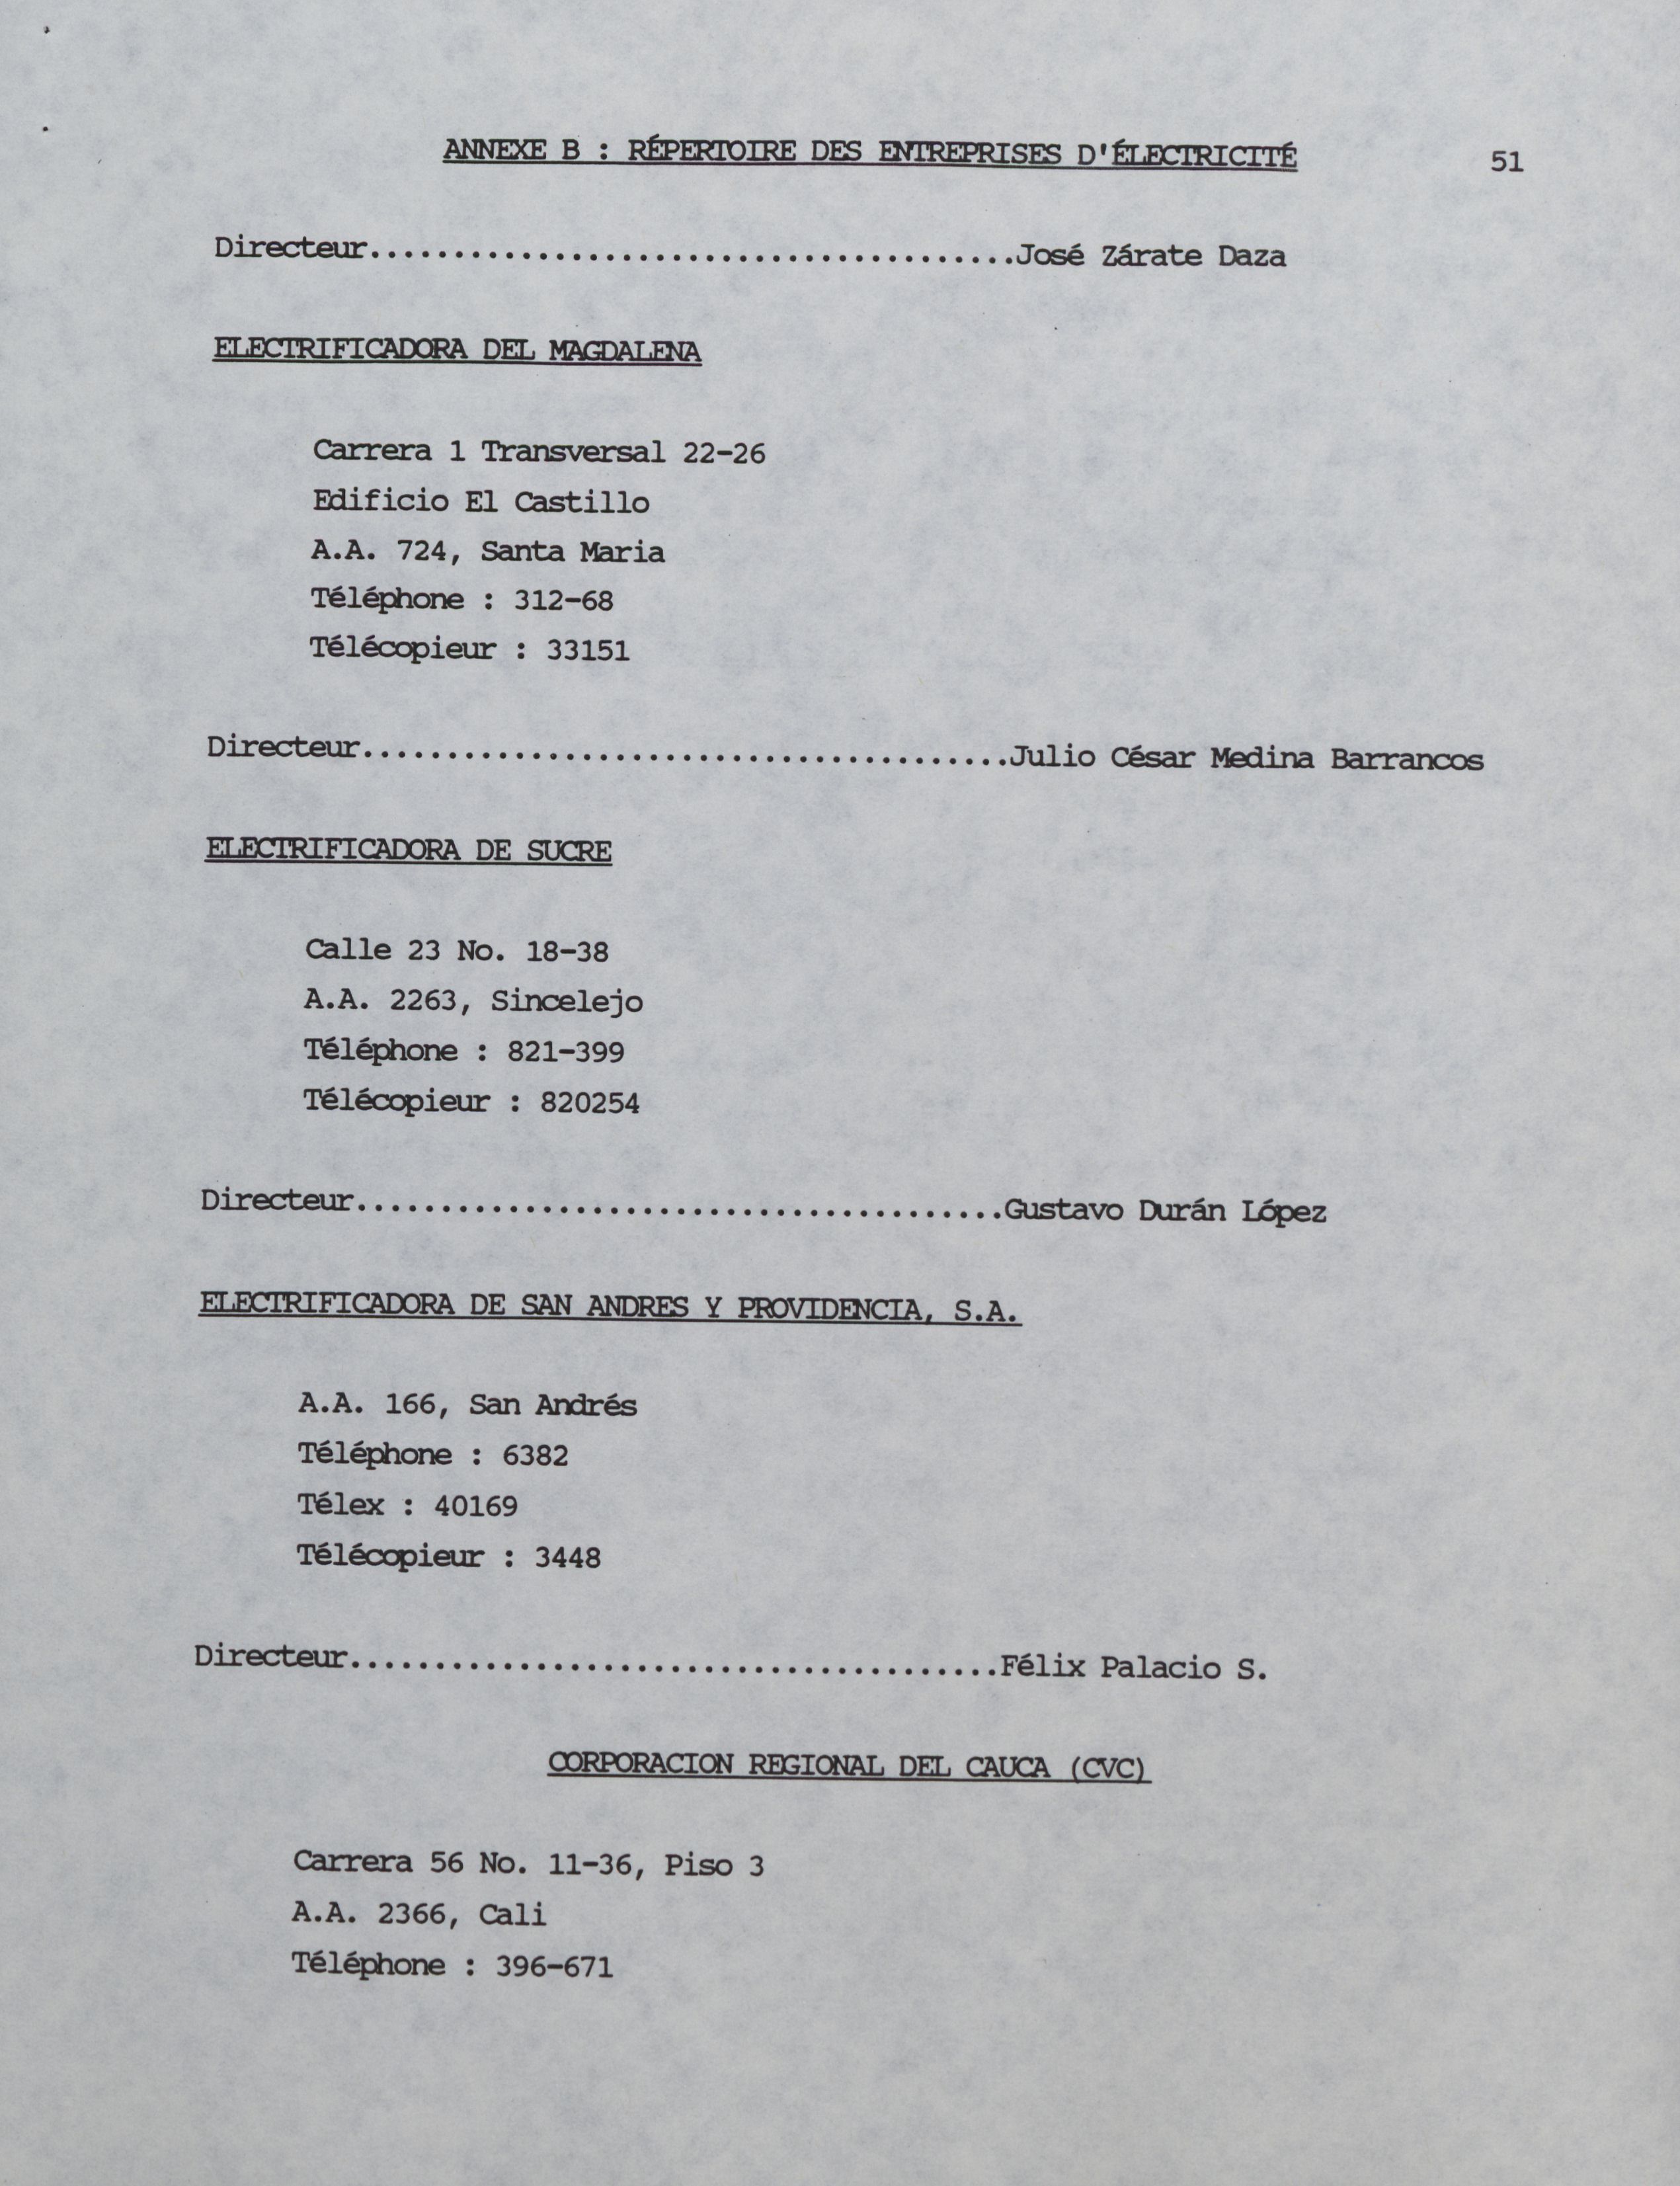 ANNEXE B : RÉPERTOIRE DES ENTREPRISES D'ÉLECTRICITÉ 51
Directeur.......................................José Zárate Daza
ELECTRIFICADORA DEL MAGDALENA
Carrera 1 Transversal 22-26
Edificio El Castillo
A.A. 724, Santa Maria
Téléphone : 312-68
Télécopieur : 33151
Directeur.......................................Julio César Medina Barrancos
ELECTRIFICADORA DE SUCRE
Calle 23 No. 18-38
A.A. 2263, Sincelejo
Téléphone : 821-399
Télécopieur : 820254
Directeur.......................................Gustavo Durán López
ELECTRIFICADORA DE SAN ANDRES Y PROVIDENCIA, S.A.
A.A. 166, San Andrés
Téléphone : 6382
Télex : 40169
Télécopieur : 3448
Directeur.......................................Félix Palacio S.
CORPORACION REGIONAL DEL CAUCA (CVC)
Carrera 56 No. 11-36, Piso 3
A.A. 2366, Cali
Téléphone : 396-671